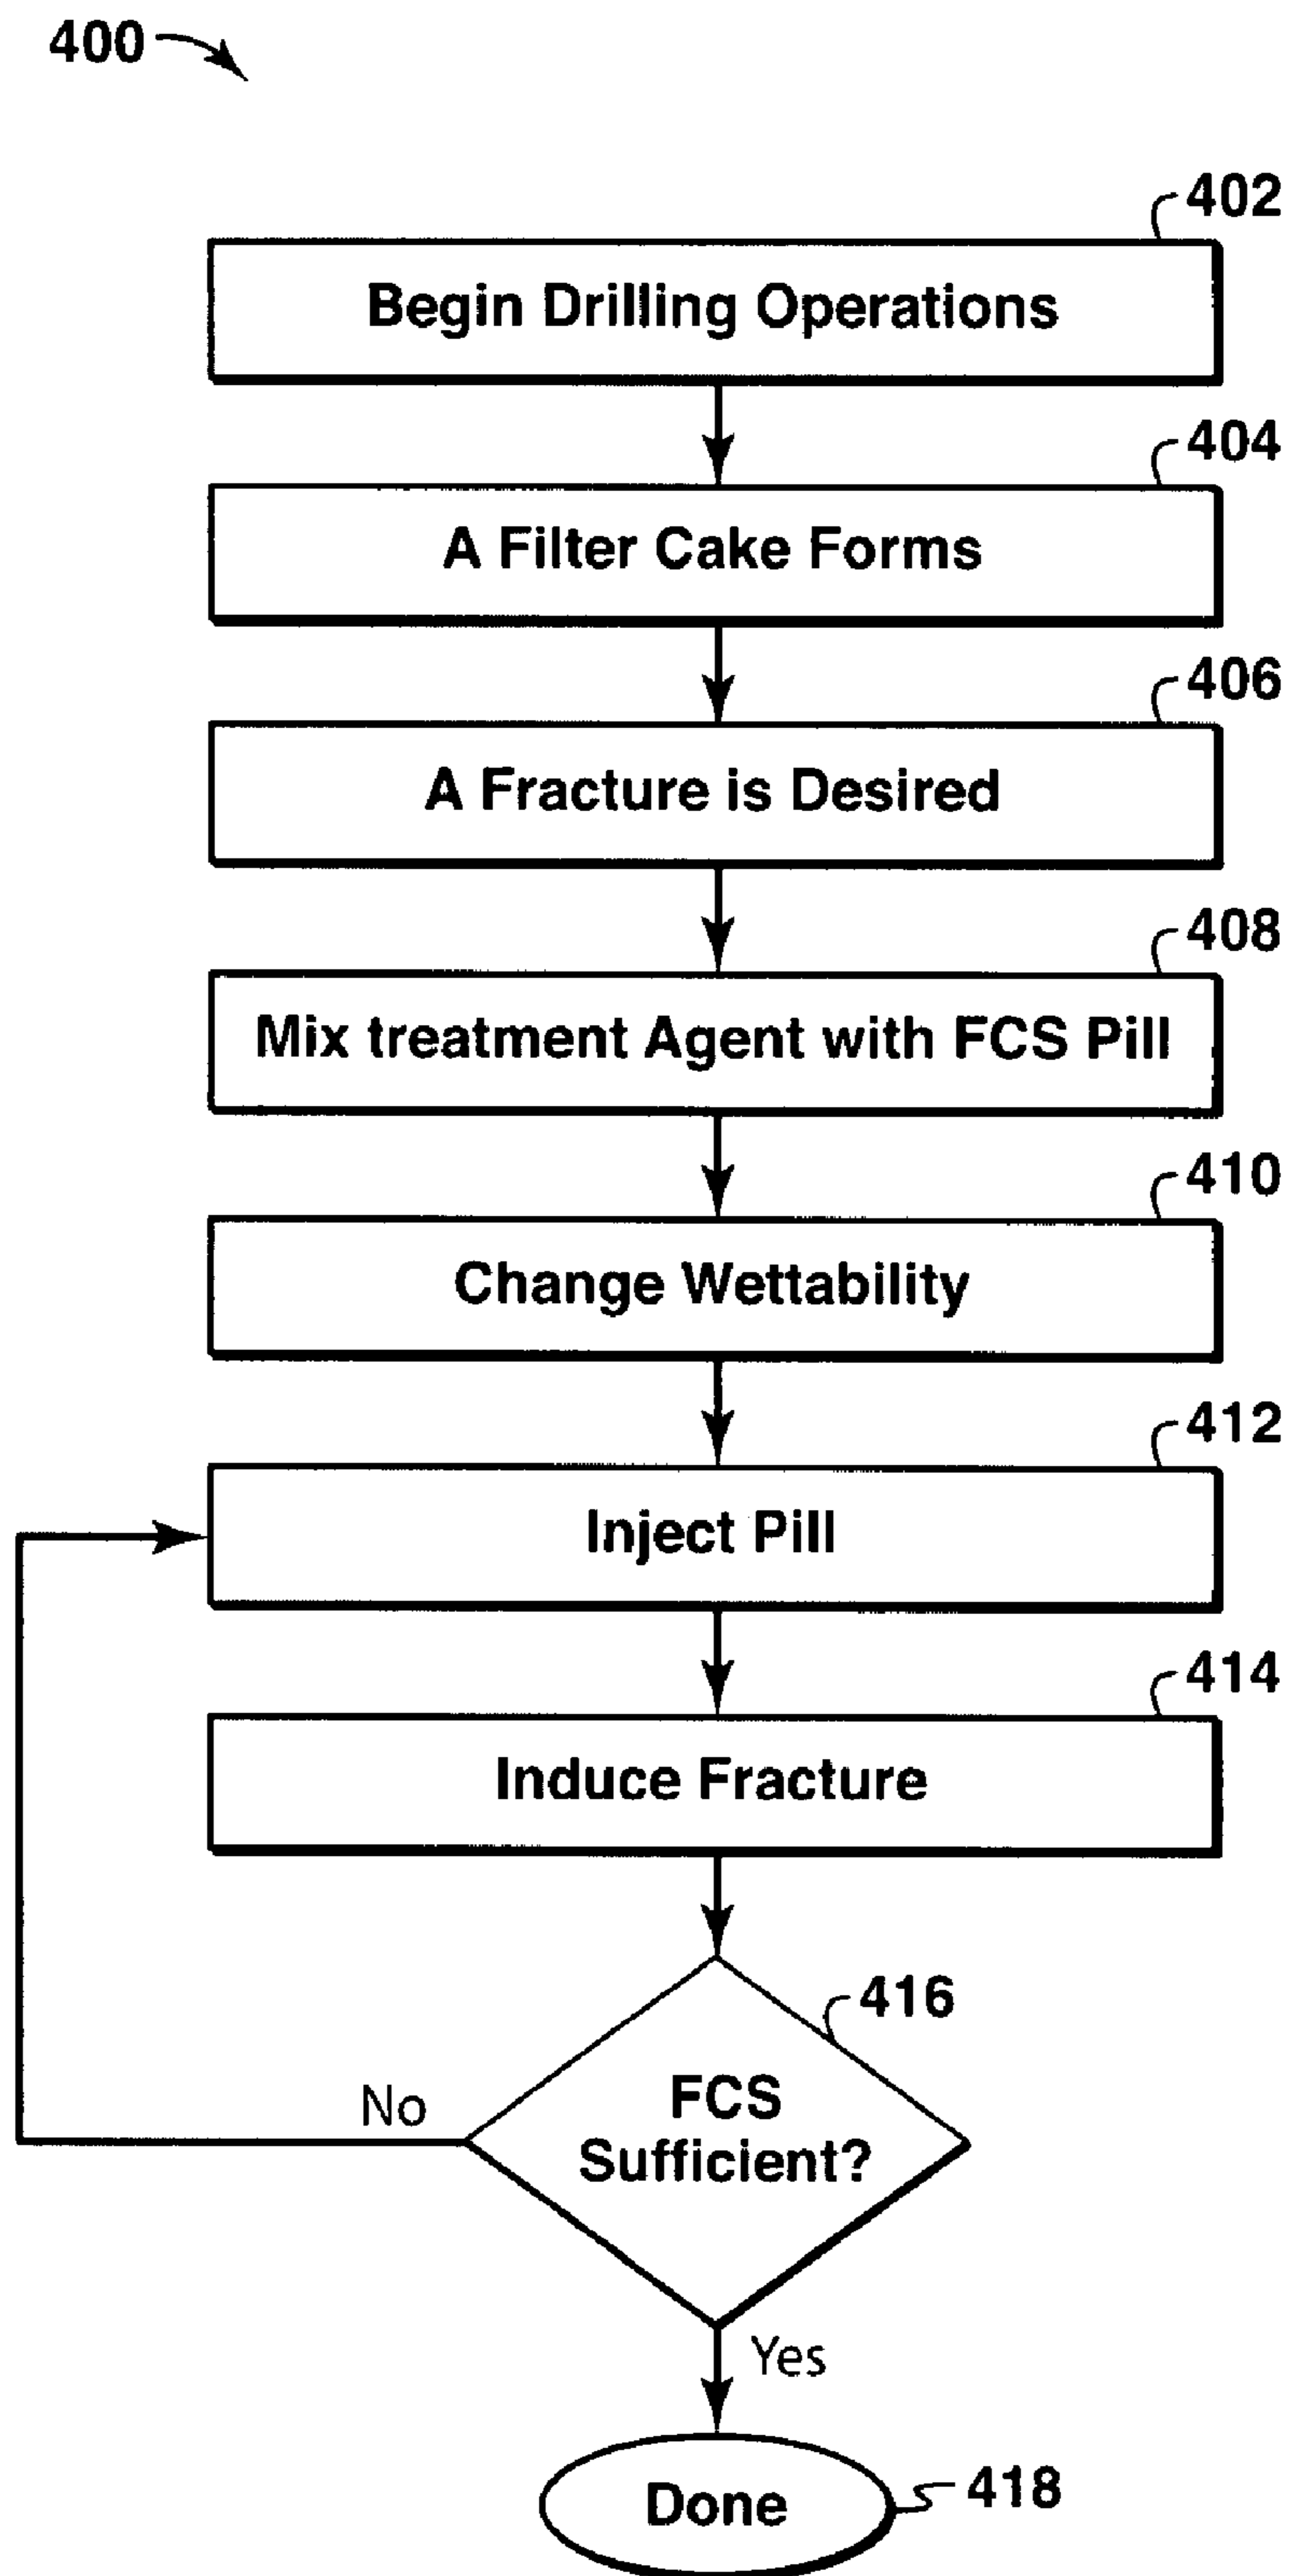 400
402
Begin Drilling Operations
404
A Filter Cake Forms
406
A Fracture is Desired
408
Mix treatment Agent with FCS Pill
410
Change Wettability
412
Inject Pill
414
Induce Fracture
416
FCS
Sufficient?
No
Yes
Done
418